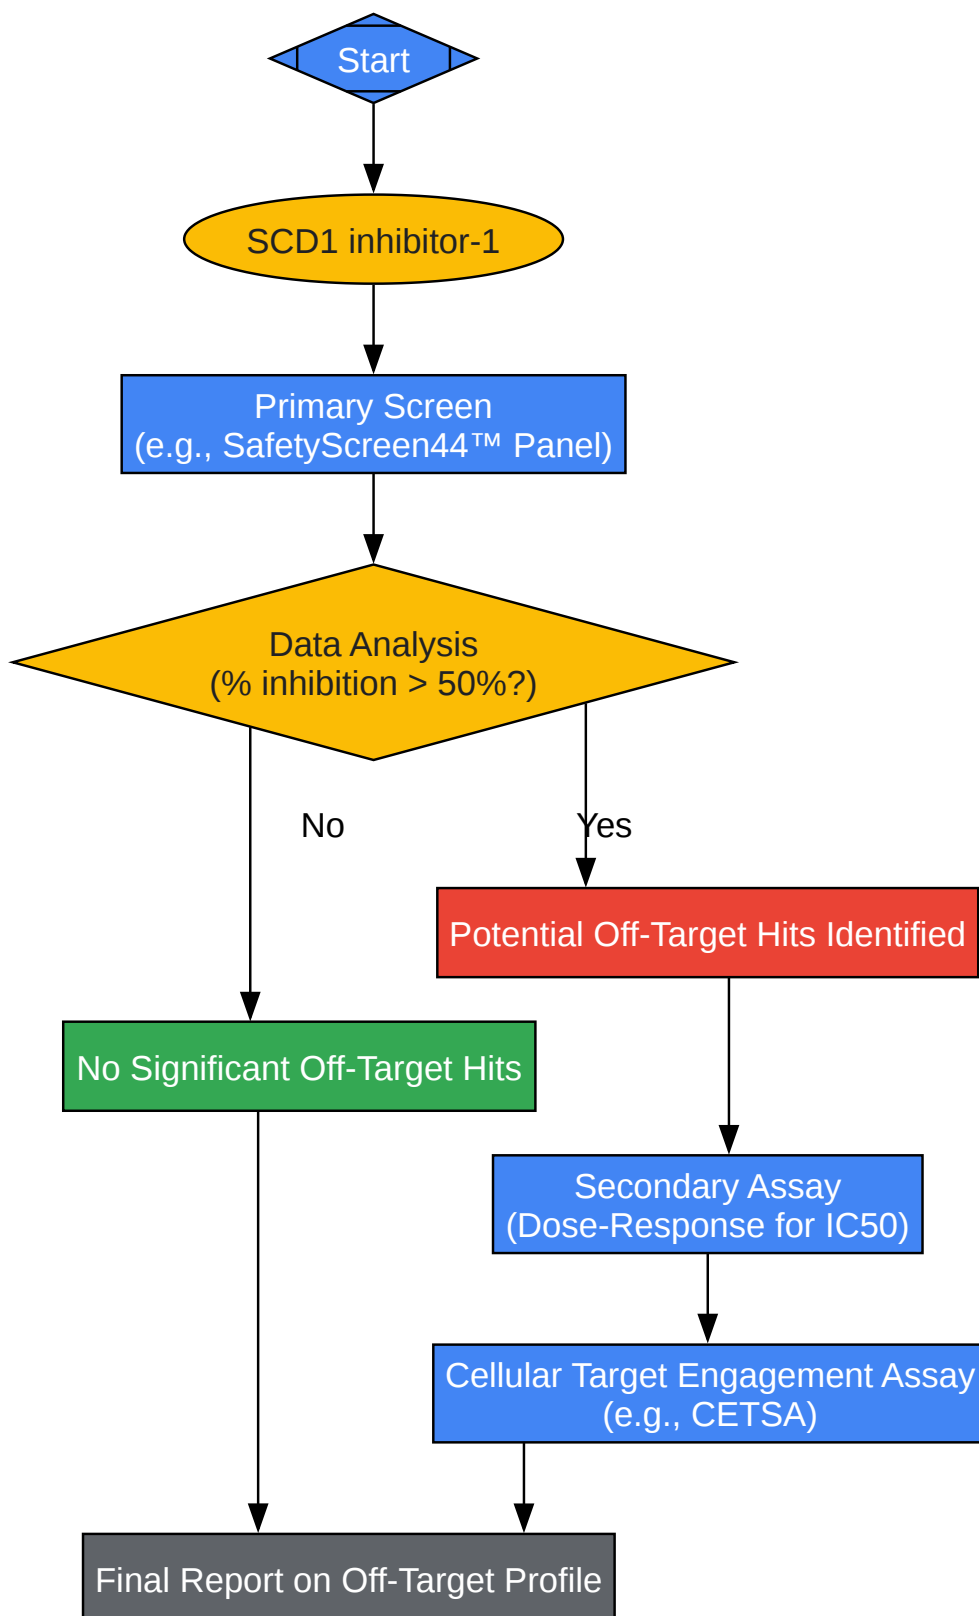 Start
SCD1 inhibitor-1
Primary Screen
(e.g., SafetyScreen44™ Panel)
Data Analysis
(% inhibition > 50%?)
No
Yes
Potential Off-Target Hits Identified
No Significant Off-Target Hits
Secondary Assay
(Dose-Response for IC50)
Cellular Target Engagement Assay
(e.g., CETSA)
Final Report on Off-Target Profile